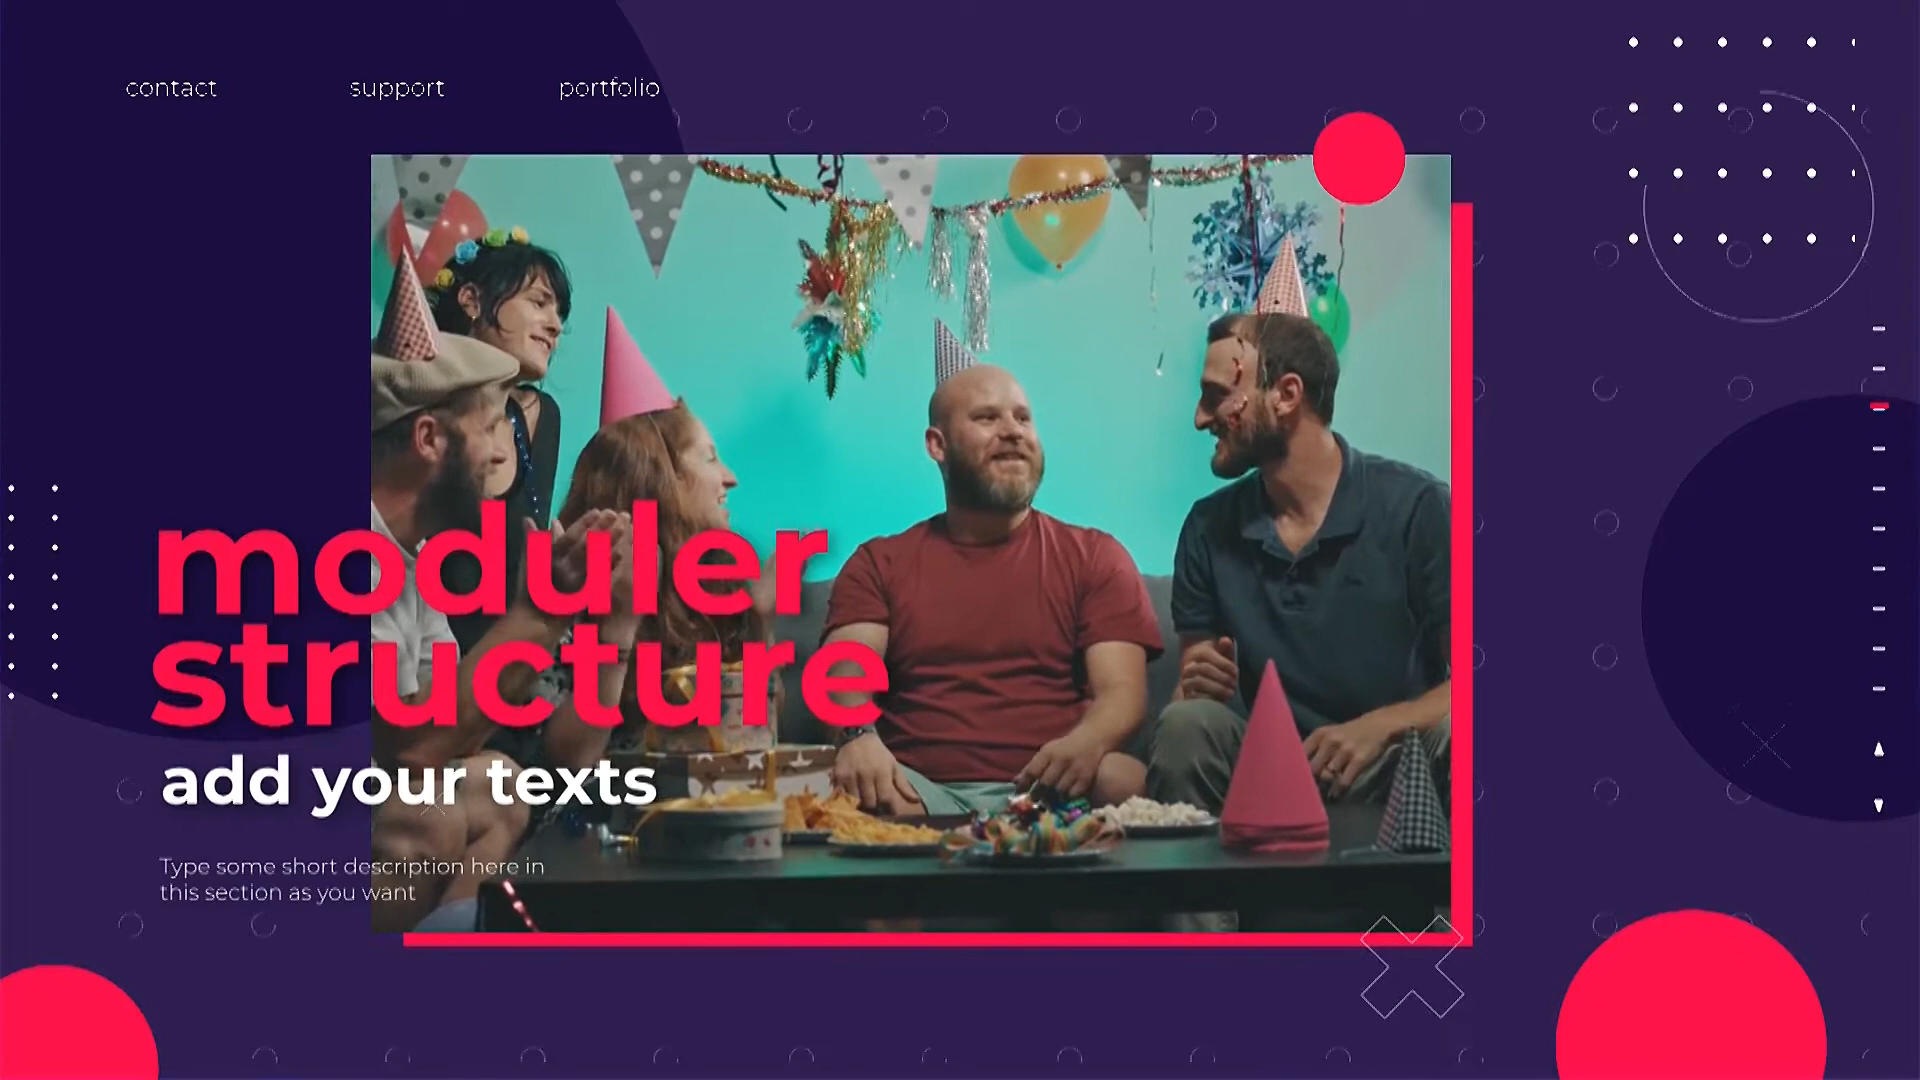 contact support portfolio
moduler
structure
add your texts
Type some short description here in
this section as you want